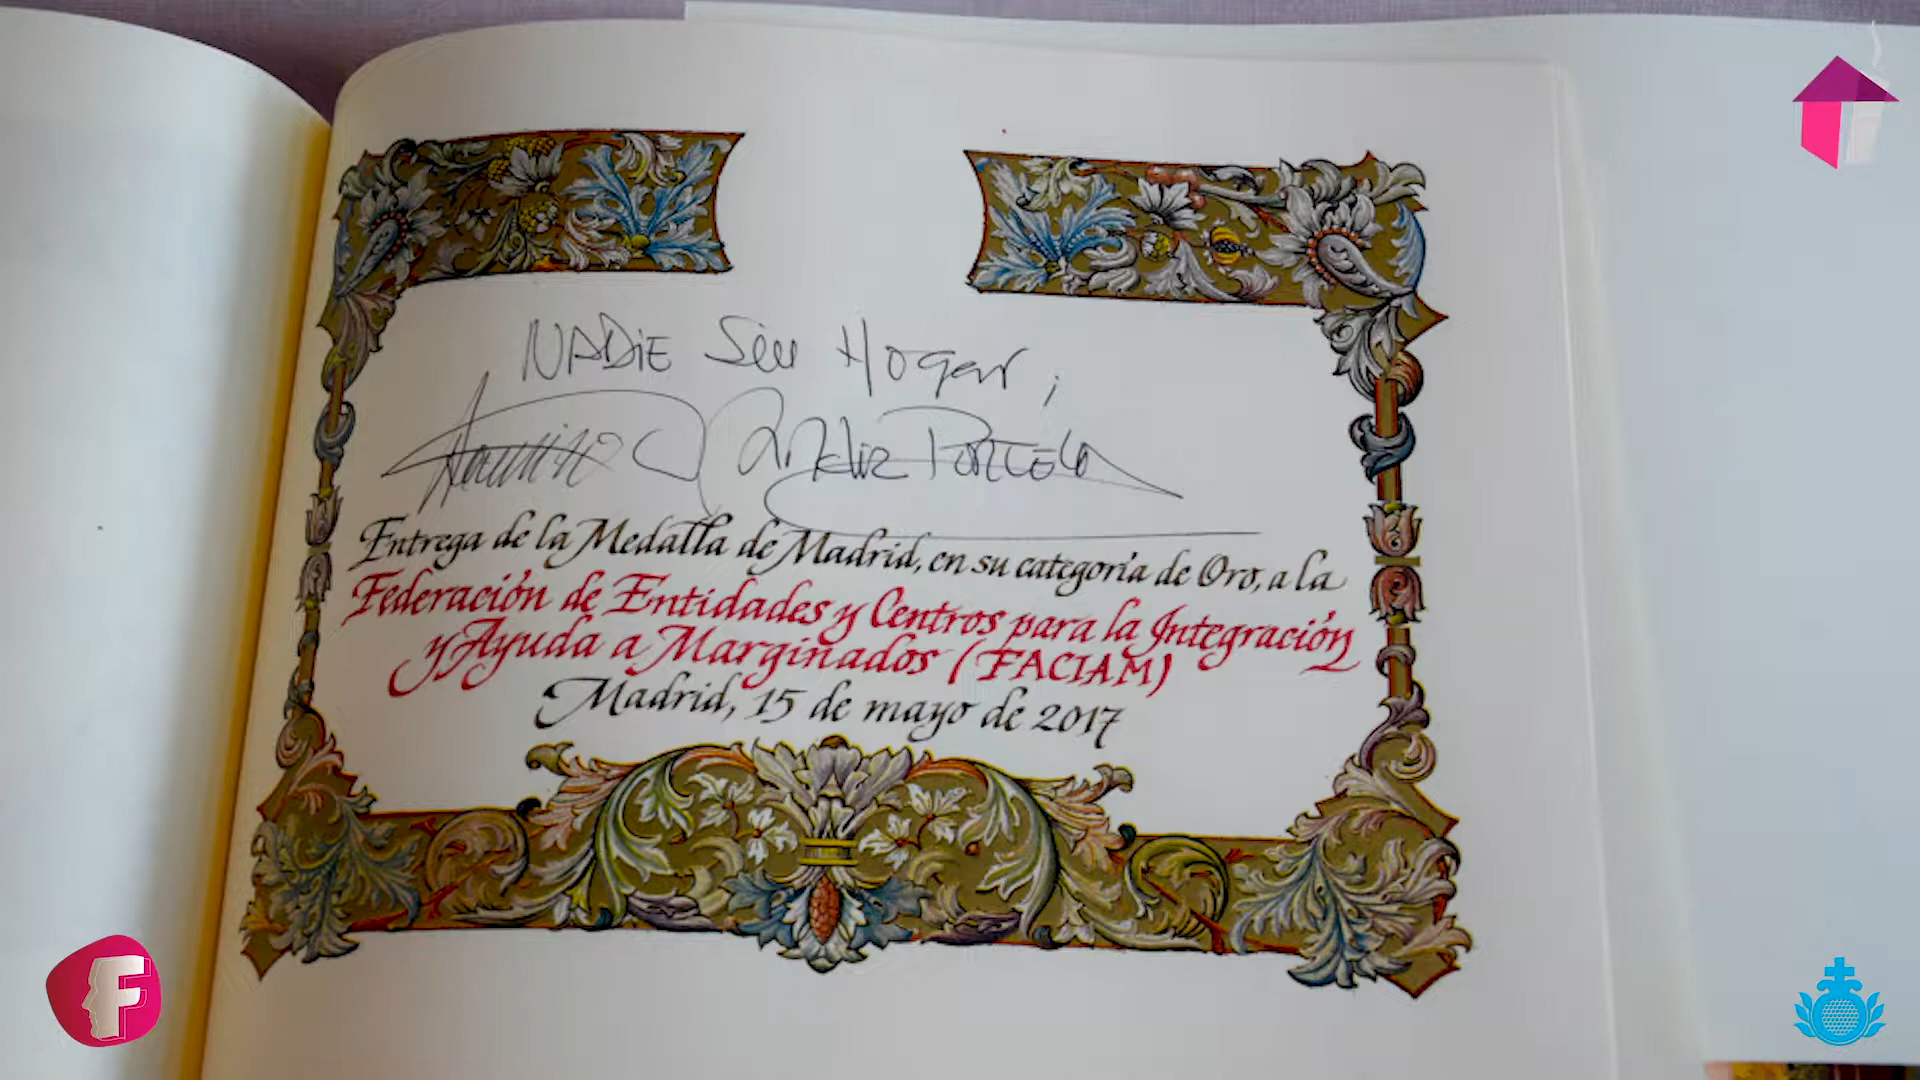 NADiE Sin Hogar,
Portela
Entrega de la Medalla de Madrid, en su categoría de Oro, a la
Federación de Entidades y Centros para la Integración
y Ayuda a Marginados (FACIAM)
Madrid, 15 de mayo de 2017
F